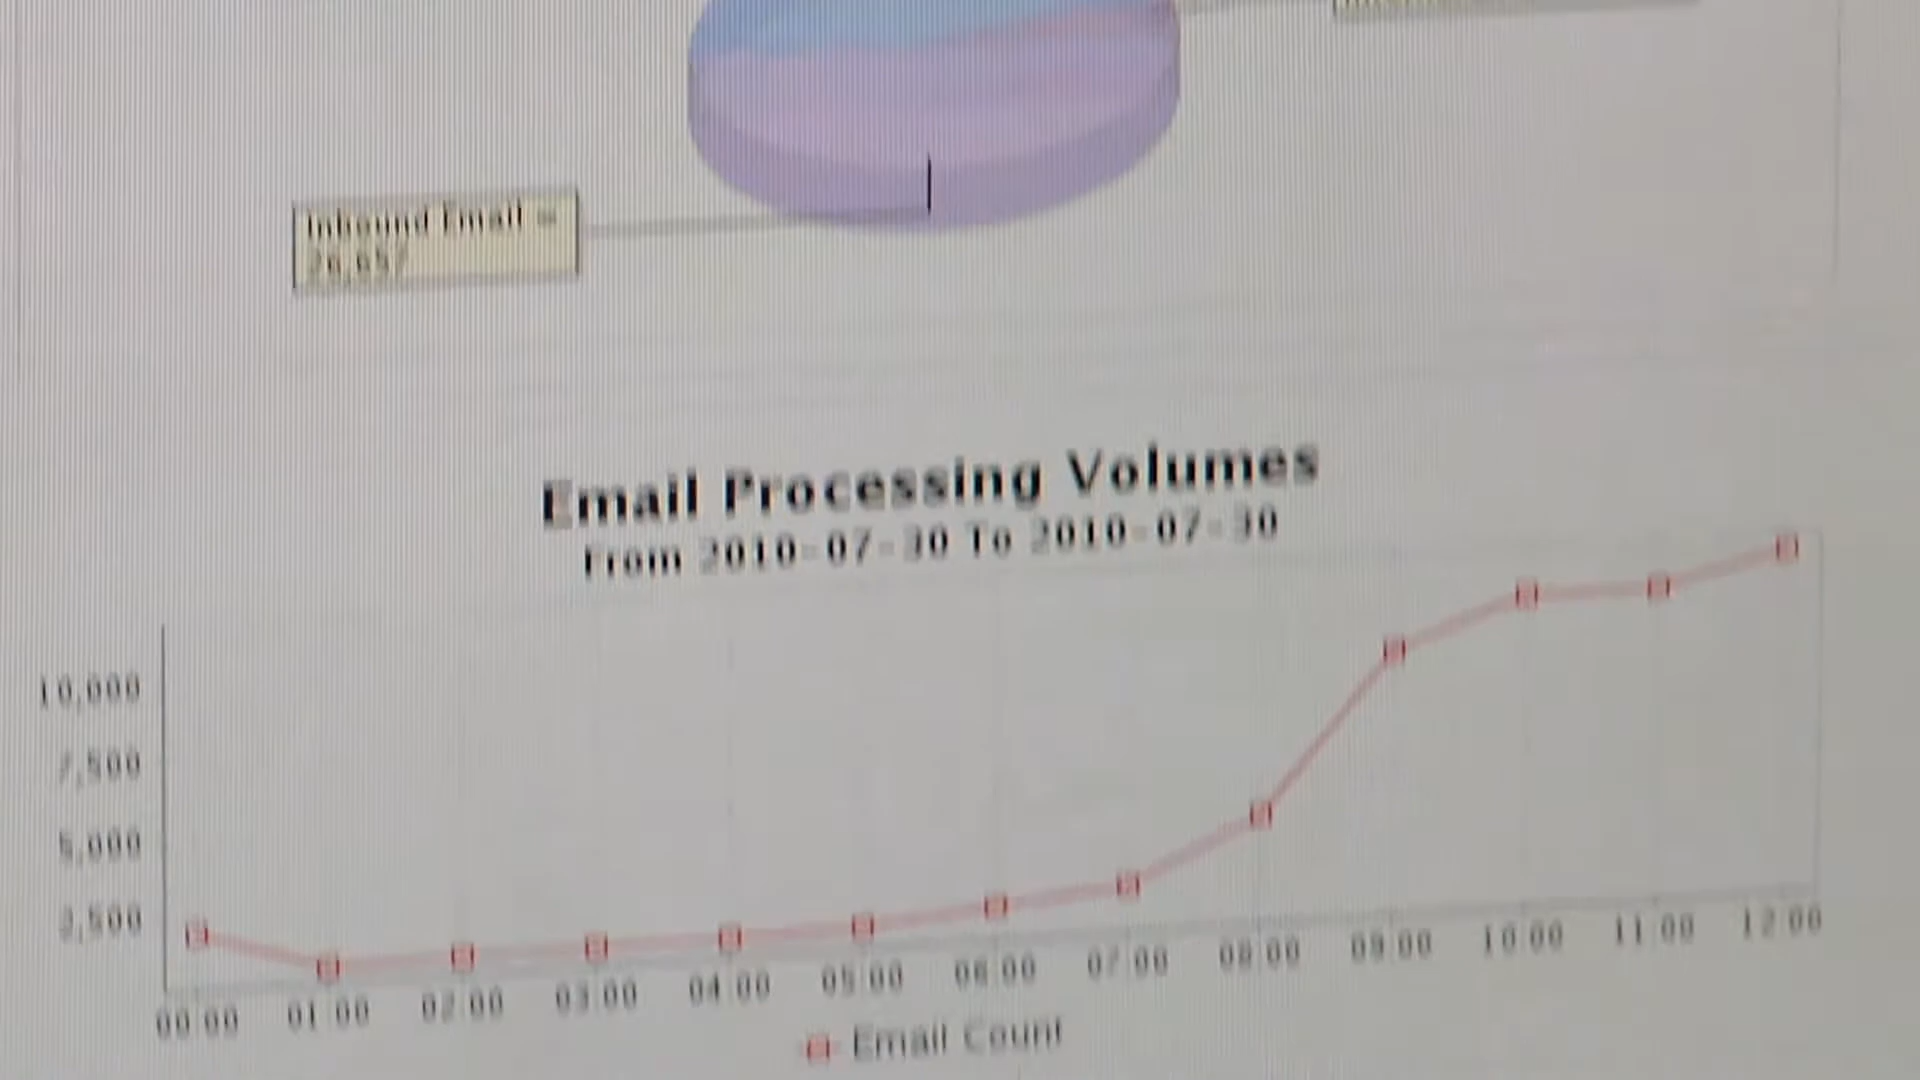 Inbound Email =
26,657
Email Processing Volumes
From 2010-07-30 To 2010-07-30
10,000
7,500
5,000
2,500
00:00 01:00 02:00 03:00 04:00 05:00 06:00 07:00 08:00 09:00 10:00 11:00 12:00
Email Count